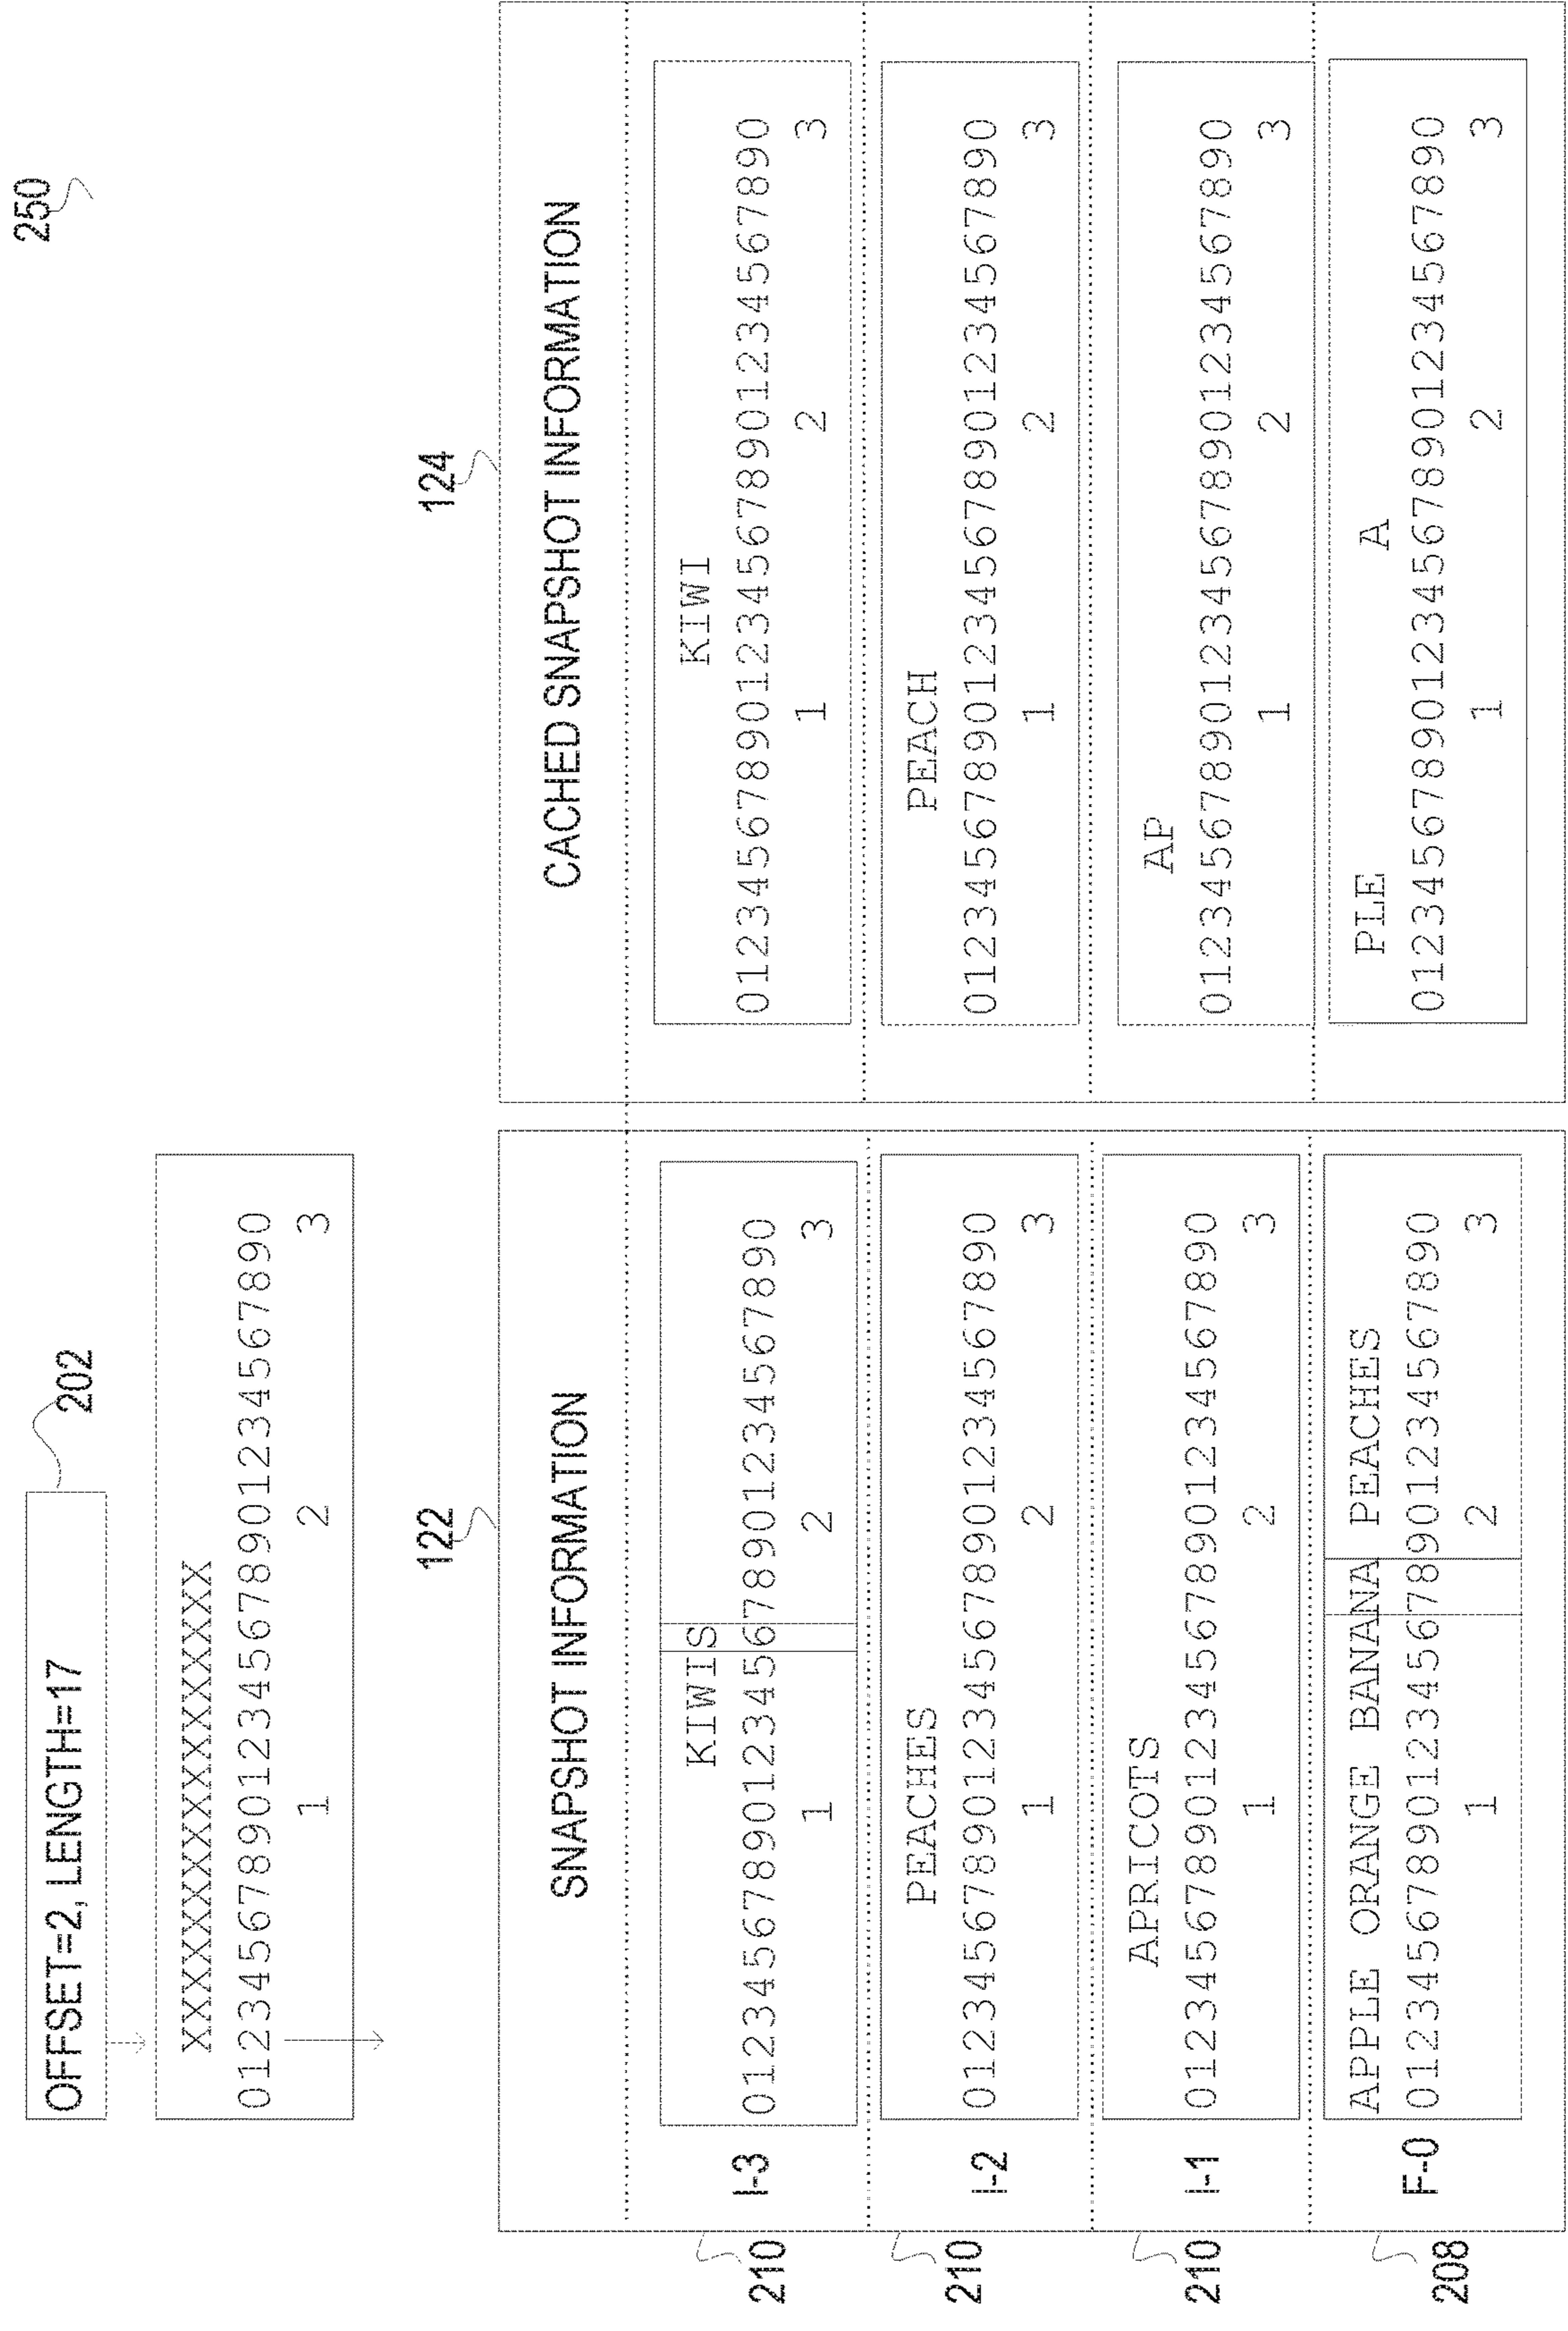 250
OFFSET=2, LENGTH=17
202
XXXXXXXXXXXXXXXXX
0123456789012345678901234567890
1 2 3
122
SNAPSHOT INFORMATION
210
I-3
KIWIS
0123456789012345678901234567890
1 2 3
210
I-2
PEACHES
0123456789012345678901234567890
1 2 3
210
I-1
APRICOTS
0123456789012345678901234567890
1 2 3
208
F-0
APPLE ORANGE BANANA PEACHES
0123456789012345678901234567890
1 2 3
124
CACHED SNAPSHOT INFORMATION
KIWI
0123456789012345678901234567890
1 2 3
PEACH
0123456789012345678901234567890
1 2 3
AP
0123456789012345678901234567890
1 2 3
PLE A
0123456789012345678901234567890
1 2 3